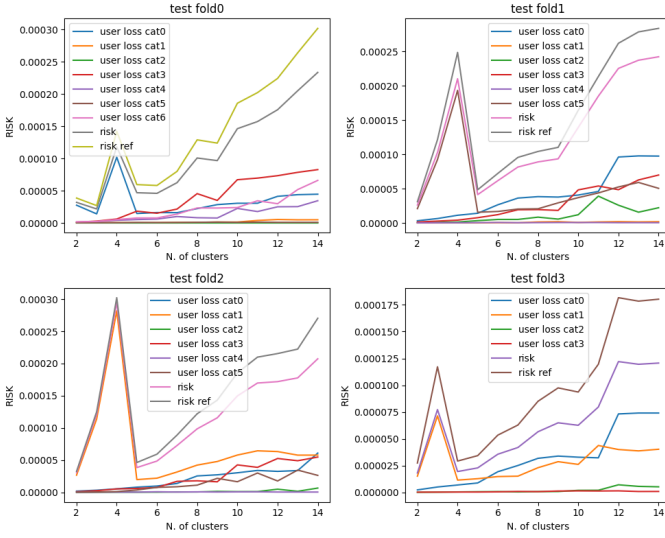 test fold0
0.00030
0.00025
0.00020
0.00015
0.00010
0.00005
0.00000
RISK
user loss cat0
user loss cat1
user loss cat2
user loss cat3
user loss cat4
user loss cat5
user loss cat6
risk
risk ref
2 4 6 8 10 12 14
N. of clusters
test fold1
0.00025
0.00020
0.00015
0.00010
0.00005
0.00000
RISK
user loss cat0
user loss cat1
user loss cat2
user loss cat3
user loss cat4
user loss cat5
risk
risk ref
2 4 6 8 10 12 14
N. of clusters
test fold2
0.00030
0.00025
0.00020
0.00015
0.00010
0.00005
0.00000
RISK
user loss cat0
user loss cat1
user loss cat2
user loss cat3
user loss cat4
user loss cat5
risk
risk ref
2 4 6 8 10 12 14
N. of clusters
test fold3
0.000175
0.000150
0.000125
0.000100
0.000075
0.000050
0.000025
0.000000
RISK
user loss cat0
user loss cat1
user loss cat2
user loss cat3
risk
risk ref
2 4 6 8 10 12 14
N. of clusters